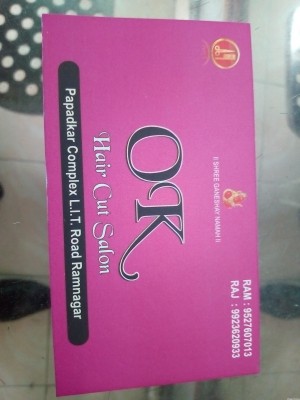 || SHREE GANESHAY NAMAH ||
RAM : 9527607013
RAJ : 9923620933
OK
Hair Cut Salon
Papadkar Complex L.I.T. Road Ramnagar